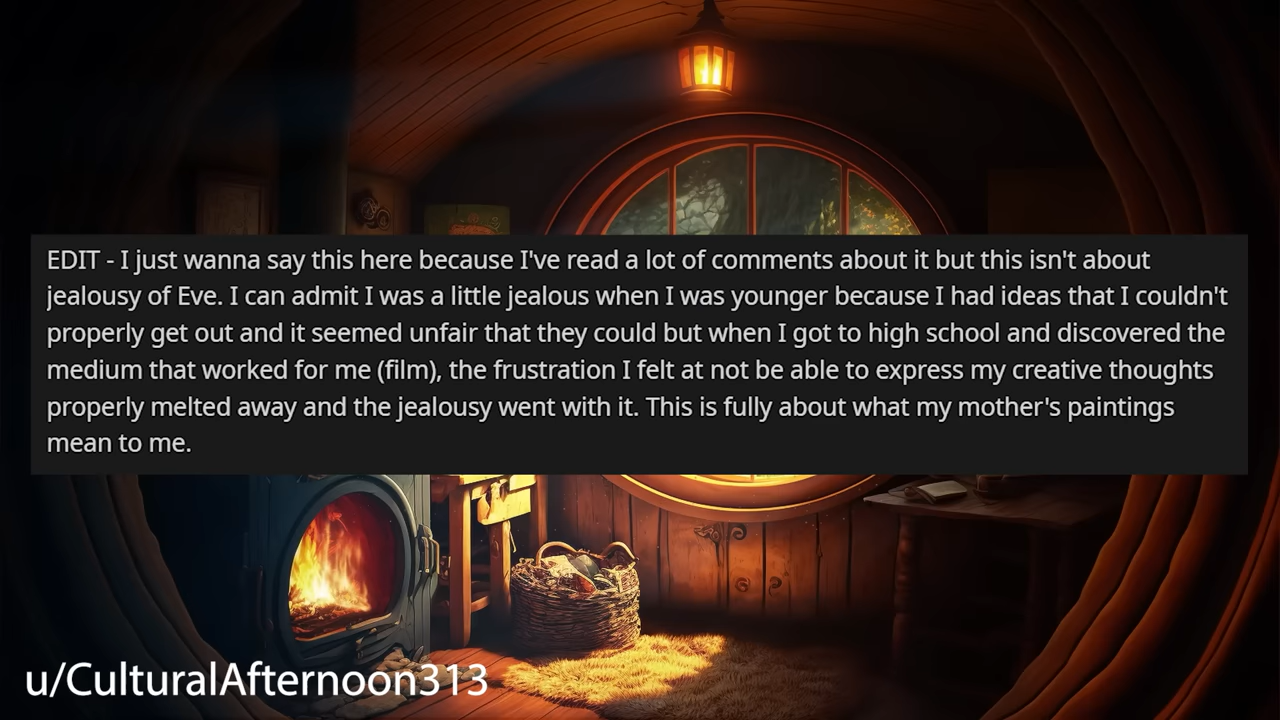 EDIT - I just wanna say this here because I've read a lot of comments about it but this isn't about
jealousy of Eve. I can admit I was a little jealous when I was younger because I had ideas that I couldn't
properly get out and it seemed unfair that they could but when I got to high school and discovered the
medium that worked for me (film), the frustration I felt at not be able to express my creative thoughts
properly melted away and the jealousy went with it. This is fully about what my mother's paintings
mean to me.
u/CulturalAfternoon313